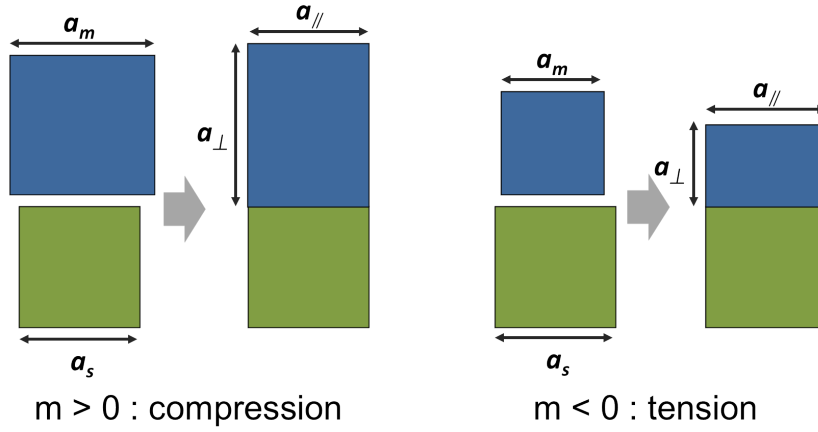 a_m
a_//
a_⊥
a_s
m > 0 : compression
a_m
a_//
a_⊥
a_s
m < 0 : tension